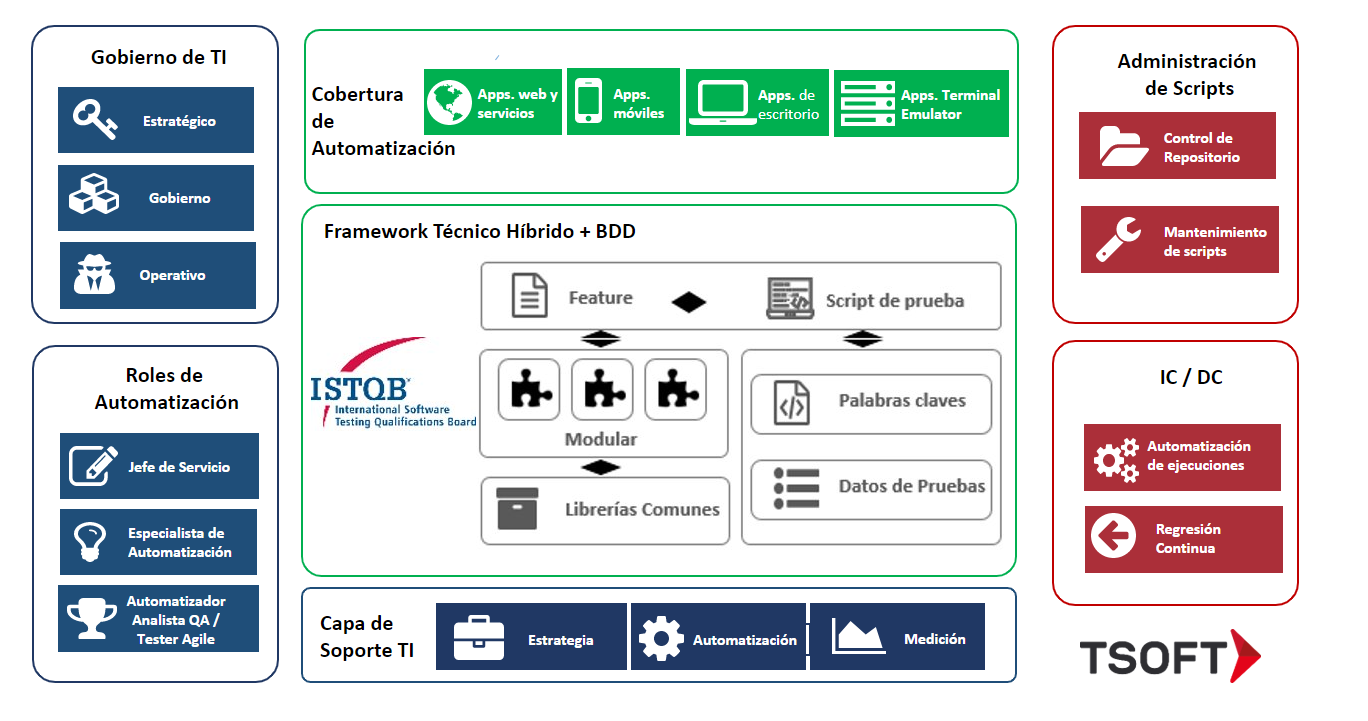 Gobierno de TI
Estratégico
Gobierno
Operativo
Roles de
Automatización
Jefe de Servicio
Especialista de
Automatización
Automatizador
Analista QA /
Tester Agile
Cobertura
de
Automatización
Apps. web y
servicios
Apps.
móviles
Apps. de
escritorio
Apps. Terminal
Emulator
Framework Técnico Híbrido + BDD
ISTQB
International Software
Testing Qualifications Board
Feature
Script de prueba
Modular
Librerías Comunes
Palabras claves
Datos de Pruebas
Capa de
Soporte TI
Estrategia
Automatización
Medición
Administración
de Scripts
Control de
Repositorio
Mantenimiento
de scripts
IC / DC
Automatización
de ejecuciones
Regresión
Continua
TSOFT